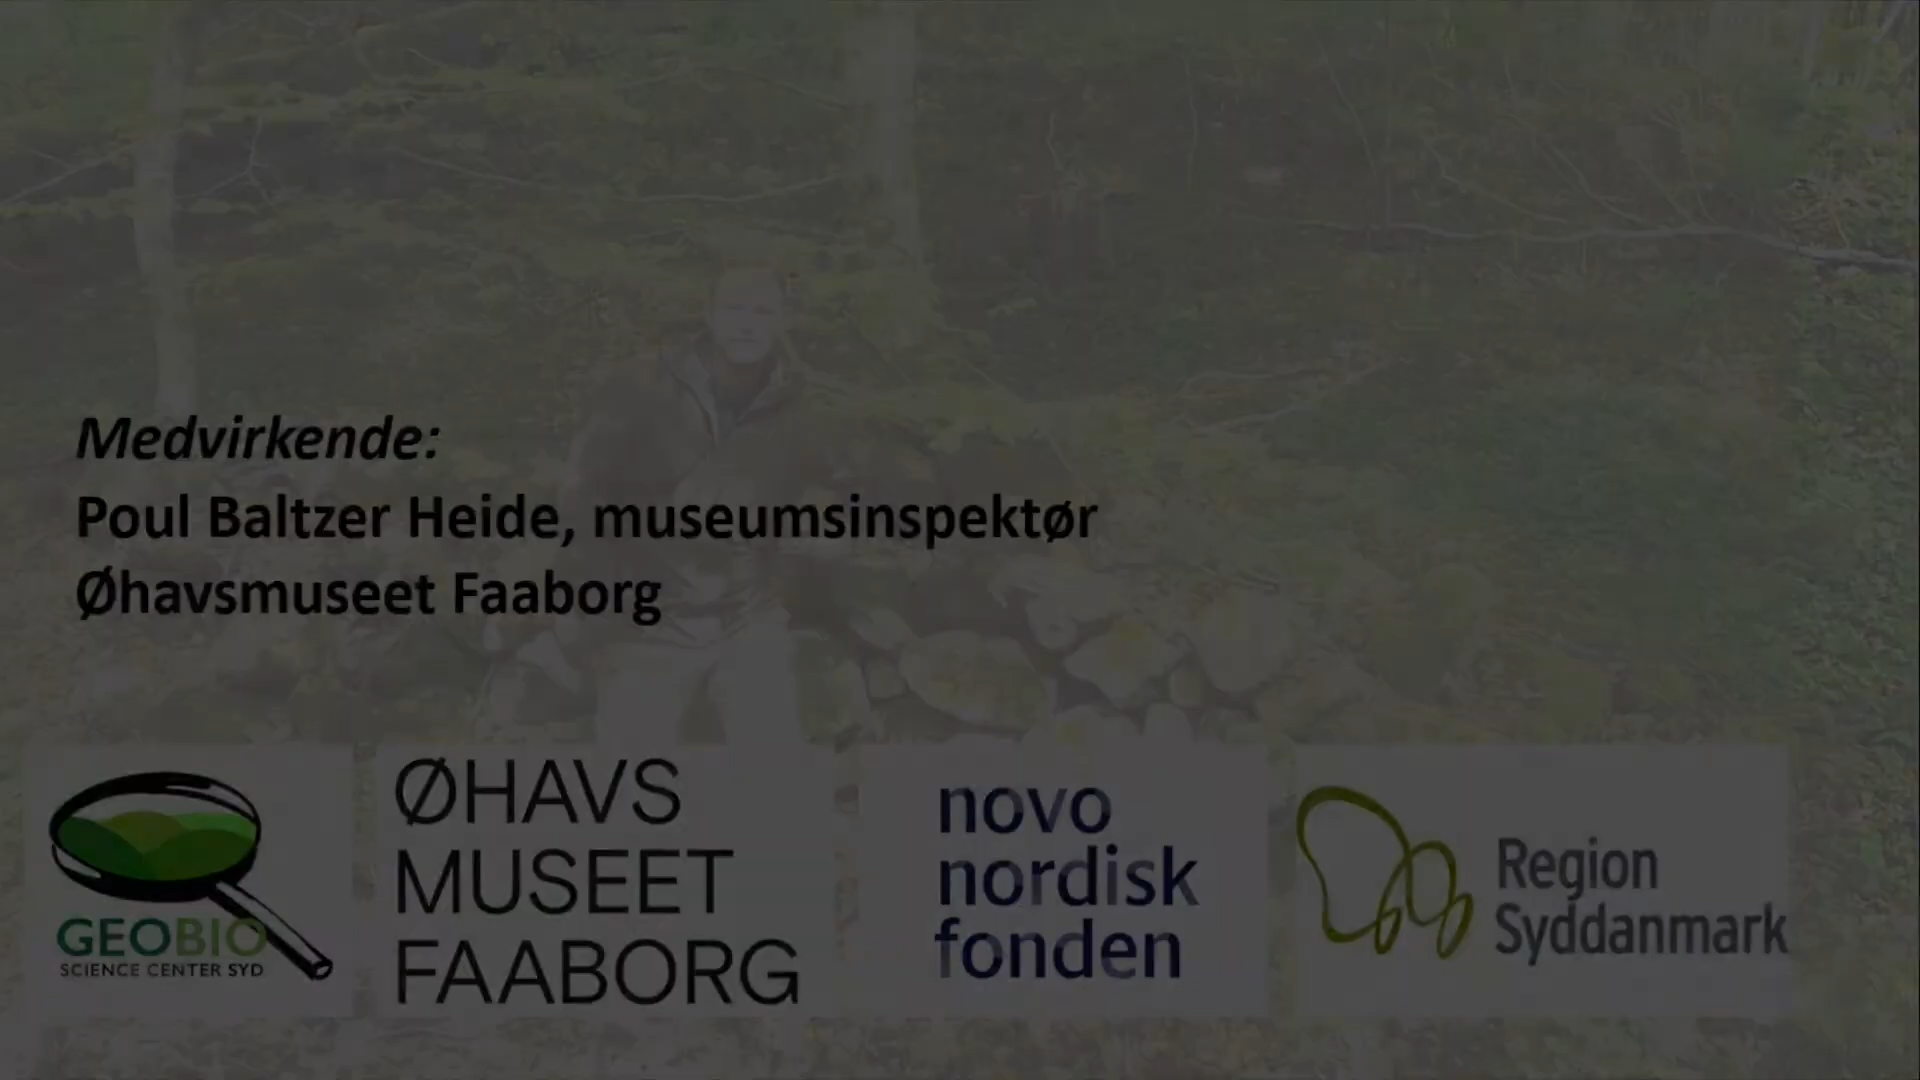 Medvirkende:
Poul Baltzer Heide, museumsinspektør
Øhavsmuseet Faaborg
GEOBIO
SCIENCE CENTER SYD
ØHAVS
MUSEET
FAABORG
novo
nordisk
fonden
Region
Syddanmark